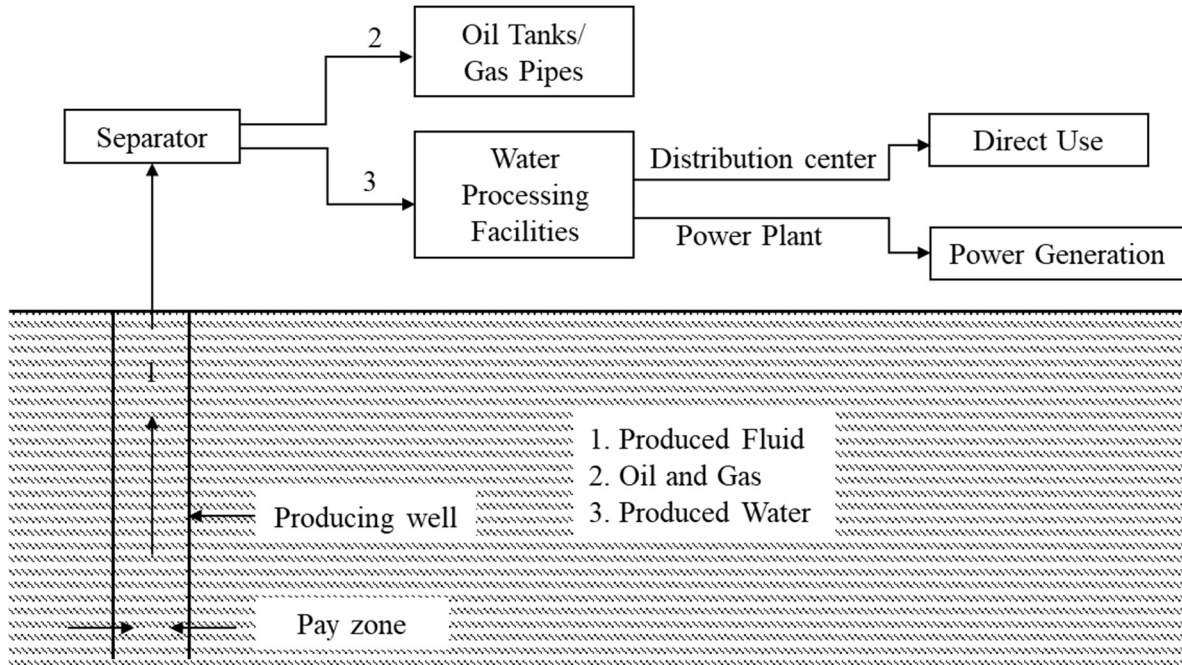 2
Oil Tanks/
Gas Pipes
Separator
3
Water
Processing
Facilities
Distribution center
Direct Use
Power Plant
Power Generation
1
1. Produced Fluid
2. Oil and Gas
3. Produced Water
Producing well
Pay zone